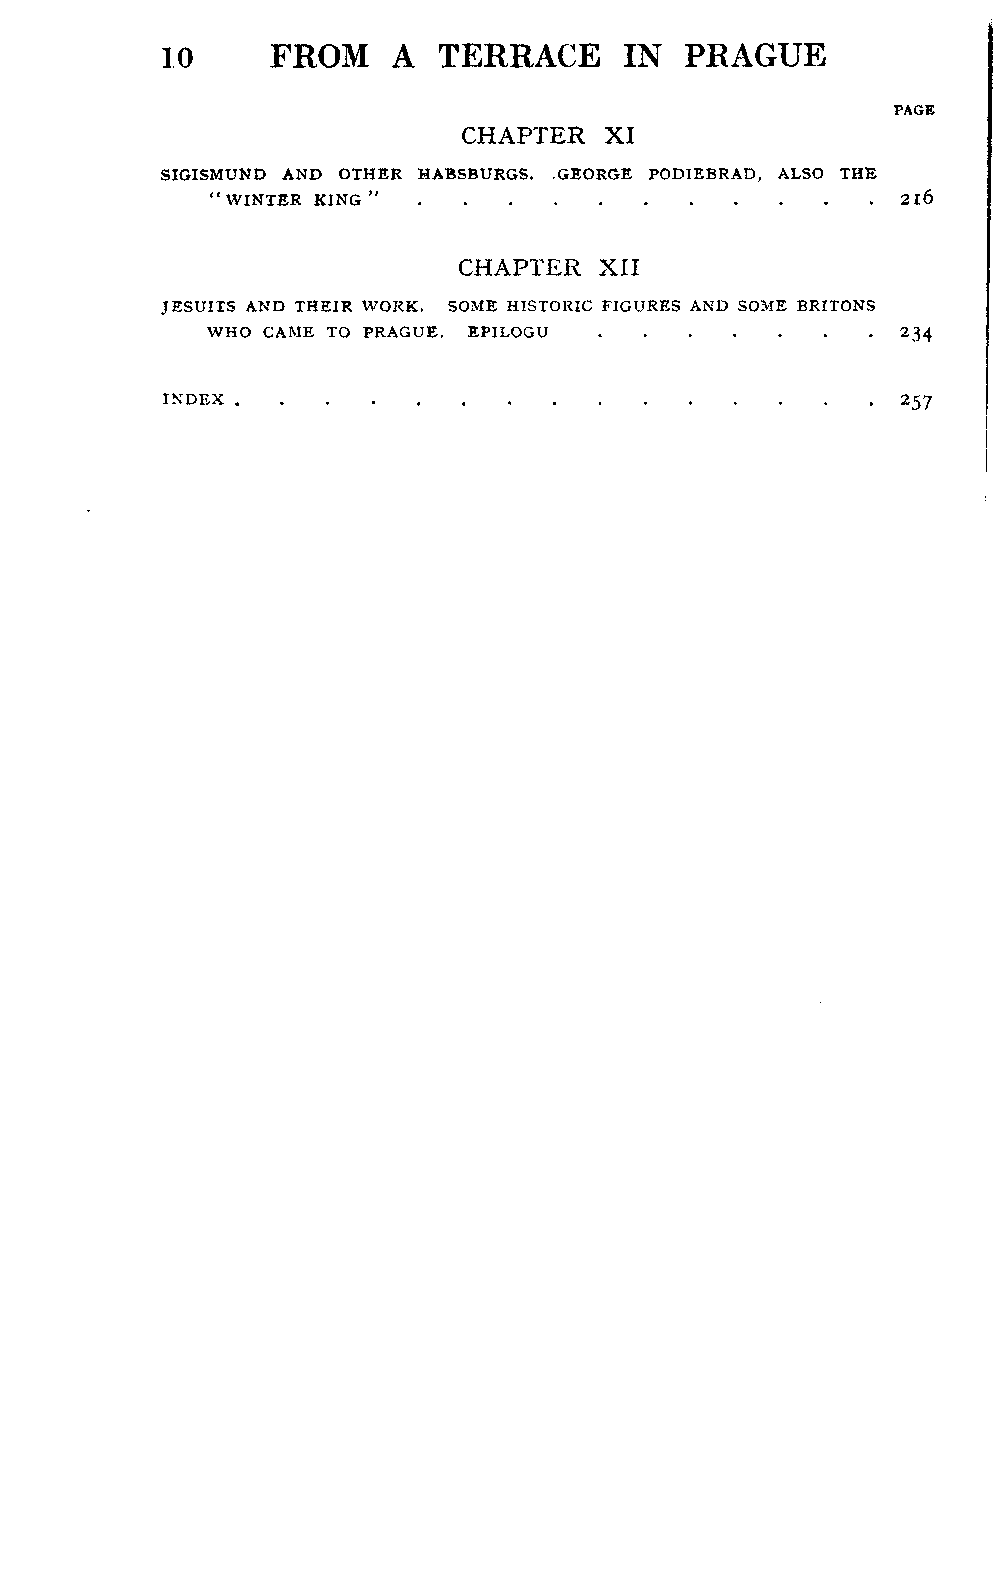 10 FROM A TERRACE IN PRAGUE
PAGE
CHAPTER XI
SIGISMUND AND OTHER HABSBURGS. GEORGE PODIEBRAD, ALSO THE
"WINTER KING" . . . . . . . . . . . 216
CHAPTER XII
JESUITS AND THEIR WORK. SOME HISTORIC FIGURES AND SOME BRITONS
WHO CAME TO PRAGUE. EPILOGU . . . . . . . 234
INDEX . . . . . . . . . . . . . . . 257